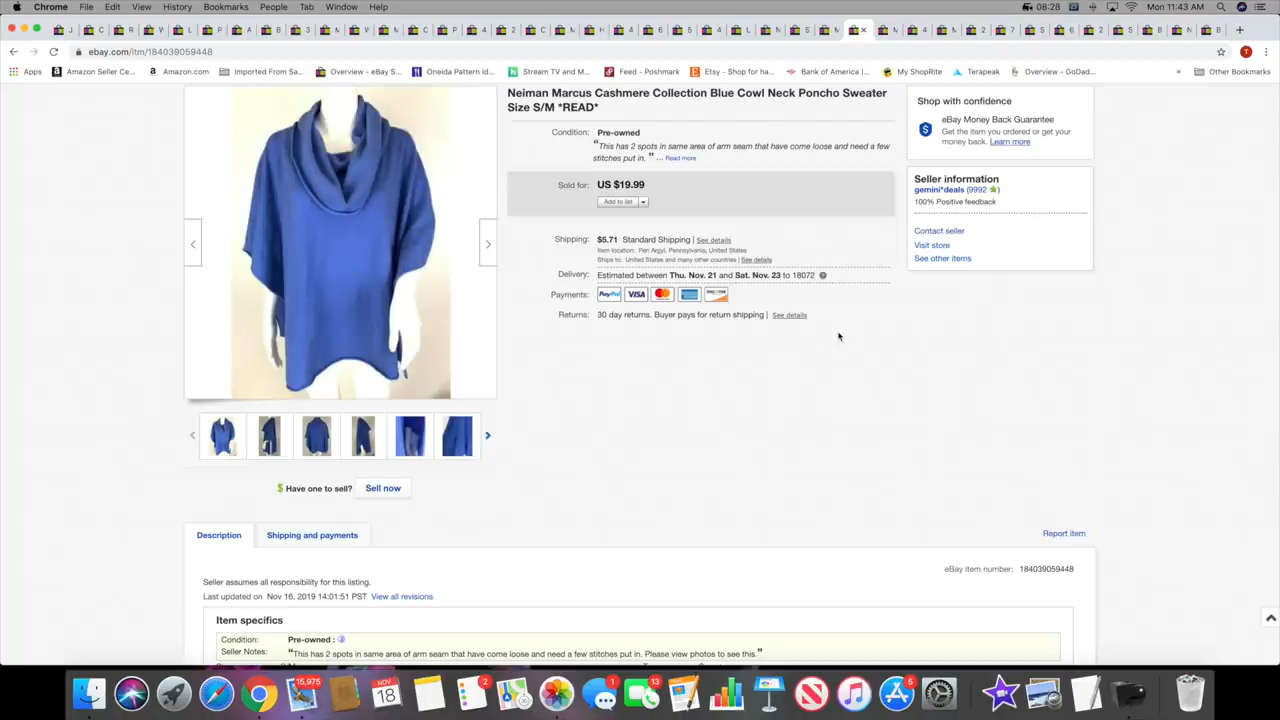 Chrome File Edit View History Bookmarks People Tab Window Help
08:28 Mon 11:43 AM
ebay.com/itm/184039059448
Apps Amazon Seller Ce... Amazon.com Imported From Sa... Overview - eBay S... Oneida Pattern Id... Stream TV and M... Feed - Poshmark Etsy - Shop for ha... Bank of America |... My ShopRite Terapeak Overview - GoDad... » Other Bookmarks
Neiman Marcus Cashmere Collection Blue Cowl Neck Poncho Sweater
Size S/M *READ*
Condition: Pre-owned
“This has 2 spots in same area of arm seam that have come loose and need a few
stitches put in. ” ... Read more
Sold for: US $19.99
Add to list
Shipping: $5.71 Standard Shipping | See details
Item location: Pen Argyl, Pennsylvania, United States
Ships to: United States and many other countries | See details
Delivery: Estimated between Thu. Nov. 21 and Sat. Nov. 23 to 18072
Payments: PayPal VISA
Returns: 30 day returns. Buyer pays for return shipping | See details
Shop with confidence
eBay Money Back Guarantee
Get the item you ordered or get your
money back. Learn more
Seller information
gemini*deals (9992)
100% Positive feedback
Contact seller
Visit store
See other items
Have one to sell? Sell now
Description Shipping and payments
Report item
eBay item number: 184039059448
Seller assumes all responsibility for this listing.
Last updated on Nov 16, 2019 14:01:51 PST View all revisions
Item specifics
Condition: Pre-owned :
Seller Notes: “This has 2 spots in same area of arm seam that have come loose and need a few stitches put in. Please view photos to see this.”
15,975
NOV
18
2
1
13
5